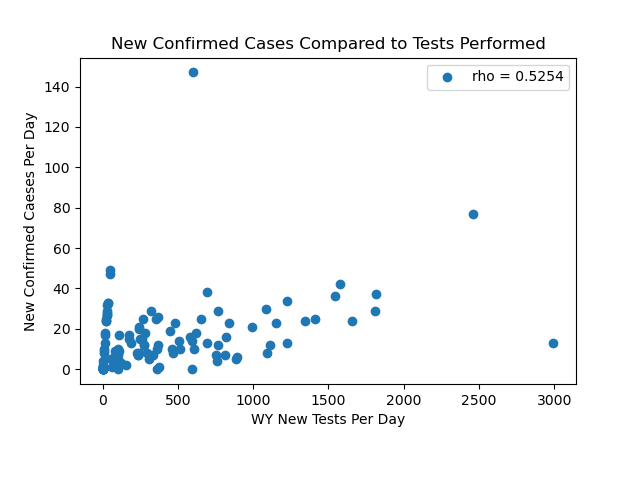 New Confirmed Cases Compared to Tests Performed
rho = 0.5254
New Confirmed Caeses Per Day
140
120
100
80
60
40
20
0
0 500 1000 1500 2000 2500 3000
WY New Tests Per Day